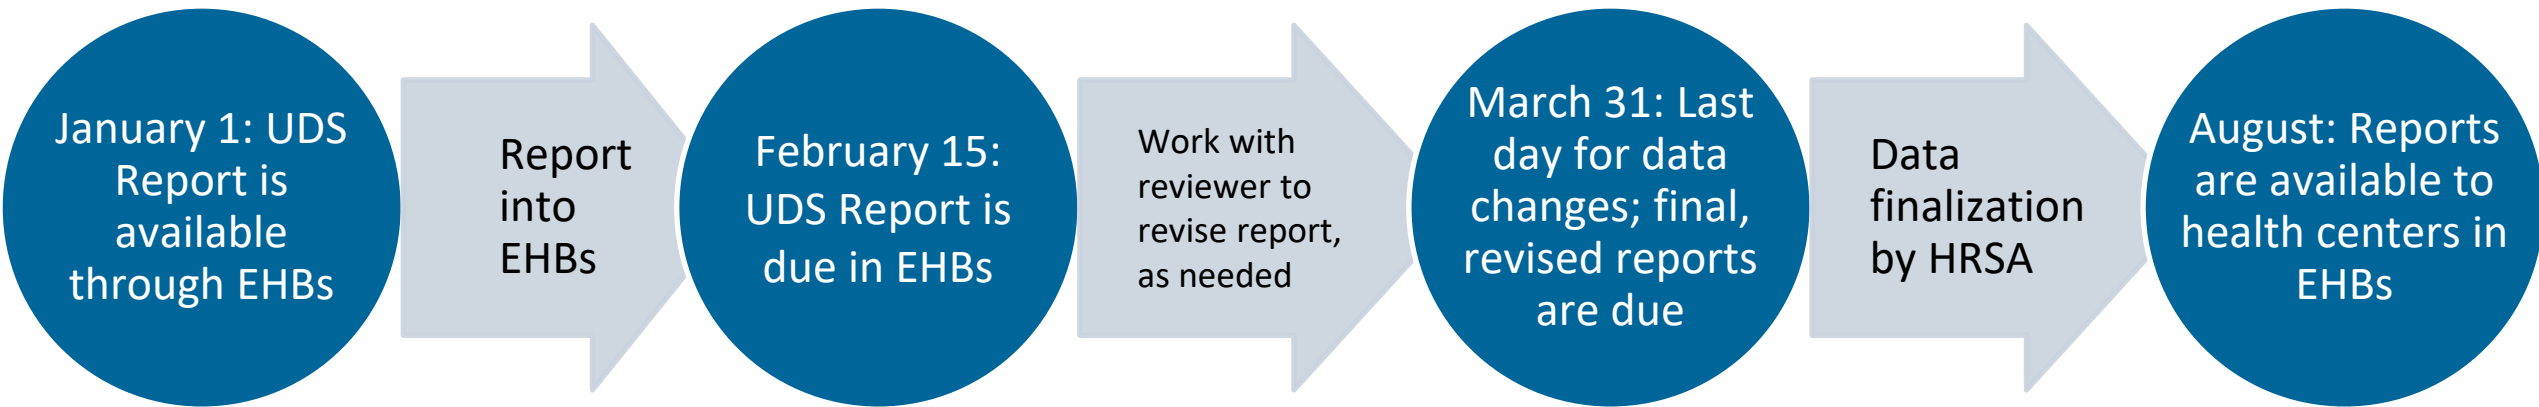 January 1: UDS
Report is
available
through EHBs
Report
into
EHBs
February 15:
UDS Report is
due in EHBs
Work with
reviewer to
revise report,
as needed
March 31: Last
day for data
changes; final,
revised reports
are due
Data
finalization
by HRSA
August: Reports
are available to
health centers in
EHBs